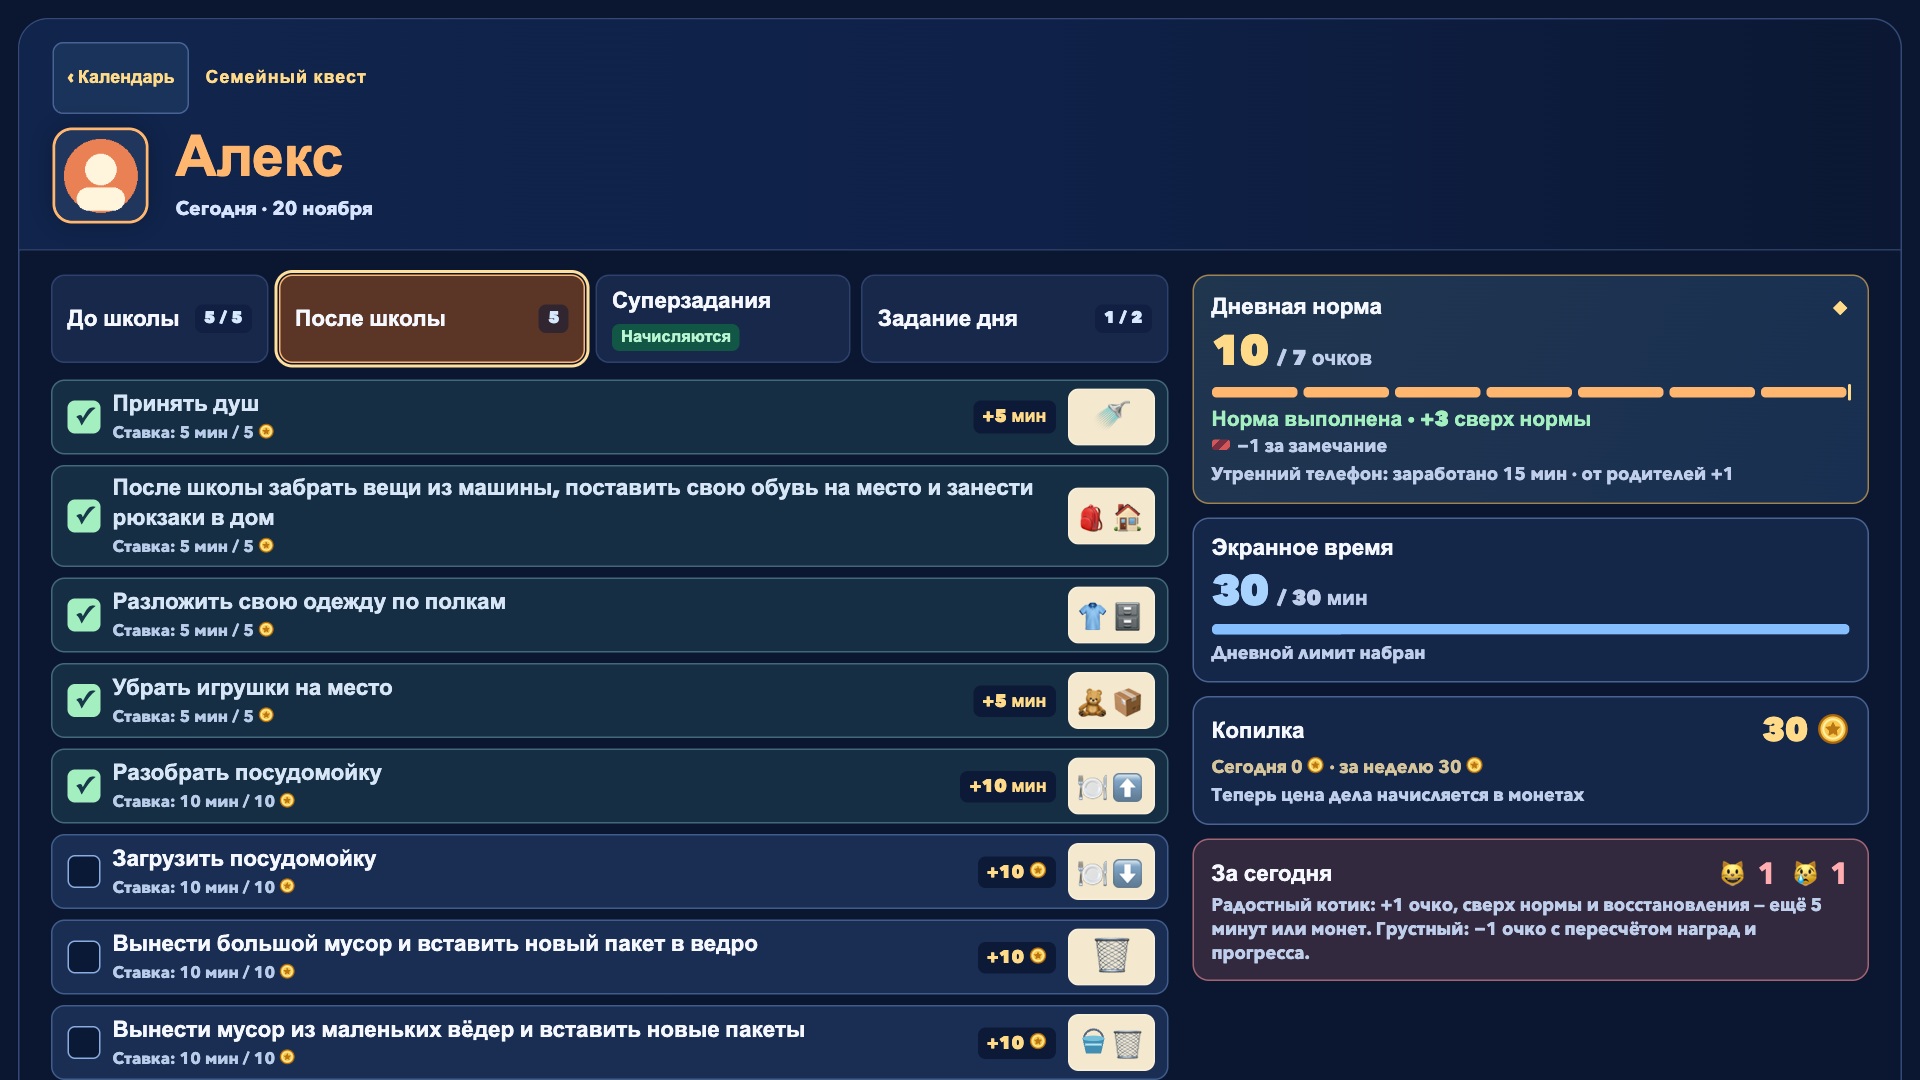 ‹ Календарь
Семейный квест
Алекс
Сегодня · 20 ноября
До школы 5 / 5
После школы 5
Суперзадания
Начисляются
Задание дня 1 / 2
Принять душ
Ставка: 5 мин / 5
+5 мин
После школы забрать вещи из машины, поставить свою обувь на место и занести
рюкзаки в дом
Ставка: 5 мин / 5
Разложить свою одежду по полкам
Ставка: 5 мин / 5
Убрать игрушки на место
Ставка: 5 мин / 5
+5 мин
Разобрать посудомойку
Ставка: 10 мин / 10
+10 мин
Загрузить посудомойку
Ставка: 10 мин / 10
+10
Вынести большой мусор и вставить новый пакет в ведро
Ставка: 10 мин / 10
+10
Вынести мусор из маленьких вёдер и вставить новые пакеты
Ставка: 10 мин / 10
+10
Дневная норма
10 / 7 очков
Норма выполнена • +3 сверх нормы
−1 за замечание
Утренний телефон: заработано 15 мин · от родителей +1
Экранное время
30 / 30 мин
Дневной лимит набран
Копилка
30
Сегодня 0 · за неделю 30
Теперь цена дела начисляется в монетах
За сегодня
1 1
Радостный котик: +1 очко, сверх нормы и восстановления – ещё 5
минут или монет. Грустный: −1 очко с пересчётом наград и
прогресса.